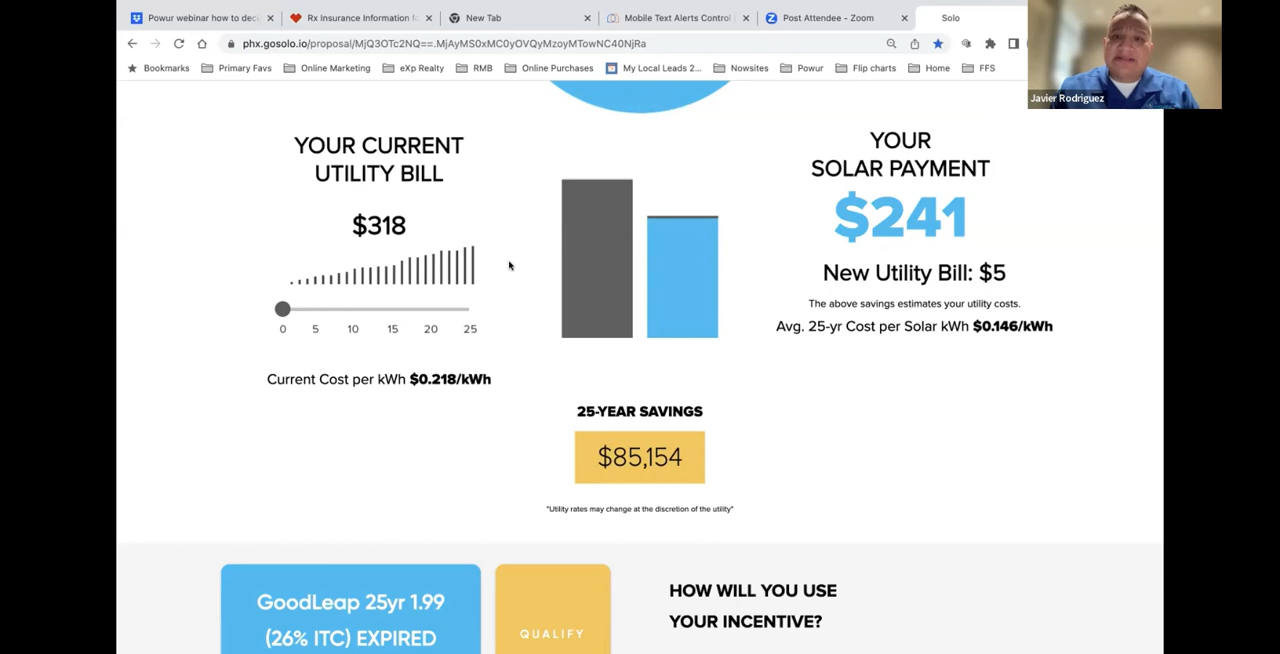 Powur webinar how to dec
Rx Insurance Information fo
New Tab
Mobile Text Alerts Control
Post Attendee - Zoom
Solo
phx.gosolo.io/proposal/MjQ3OTc2NQ==.MjAyMS0xMC0yOVQyMzoyMTowNC40NjRa
Bookmarks
Primary Favs
Online Marketing
eXp Realty
RMB
Online Purchases
My Local Leads 2...
Nowsites
Powur
Flip charts
Home
FFS
Javier Rodriguez
YOUR CURRENT
UTILITY BILL
$318
0 5 10 15 20 25
Current Cost per kWh $0.218/kWh
YOUR
SOLAR PAYMENT
$241
New Utility Bill: $5
The above savings estimates your utility costs.
Avg. 25-yr Cost per Solar kWh $0.146/kWh
25-YEAR SAVINGS
$85,154
"Utility rates may change at the discretion of the utility"
GoodLeap 25yr 1.99
(26% ITC) EXPIRED
QUALIFY
HOW WILL YOU USE
YOUR INCENTIVE?